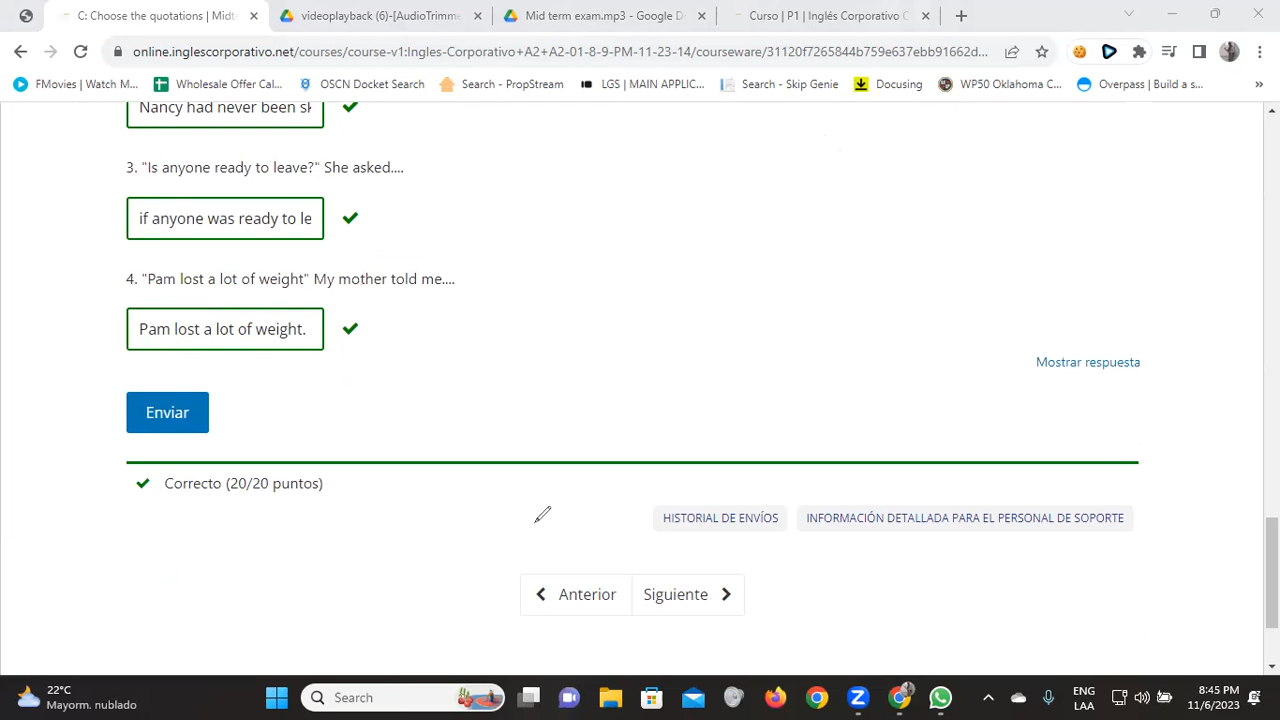 C: Choose the quotations | Midt
videoplayback (6)-[AudioTrimme
Mid term exam.mp3 - Google D
Curso | P1 | Inglés Corporativo C
online.inglescorporativo.net/courses/course-v1:Ingles-Corporativo+A2+A2-01-8-9-PM-11-23-14/courseware/31120f7265844b759e637ebb91662d...
FMovies | Watch M...
Wholesale Offer Cal...
OSCN Docket Search
Search - PropStream
LGS | MAIN APPLIC...
Search - Skip Genie
Docusing
WP50 Oklahoma C...
Overpass | Build a s...
»
Nancy had never been sk
3. "Is anyone ready to leave?" She asked....
if anyone was ready to le
4. "Pam lost a lot of weight" My mother told me....
Pam lost a lot of weight.
Mostrar respuesta
Enviar
Correcto (20/20 puntos)
HISTORIAL DE ENVÍOS
INFORMACIÓN DETALLADA PARA EL PERSONAL DE SOPORTE
Anterior
Siguiente
22°C
Mayorm. nublado
Search
ENG
LAA
8:45 PM
11/6/2023